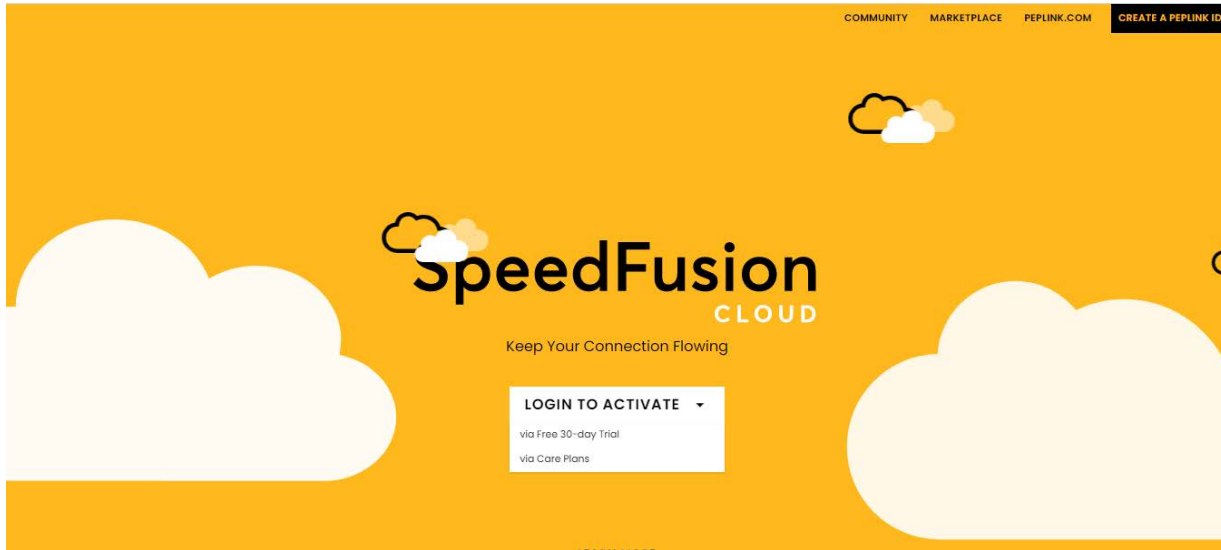 COMMUNITY MARKETPLACE PEPLINK.COM CREATE A PEPLINK ID
SpeedFusion
CLOUD
Keep Your Connection Flowing
LOGIN TO ACTIVATE
via Free 30-day Trial
via Care Plans